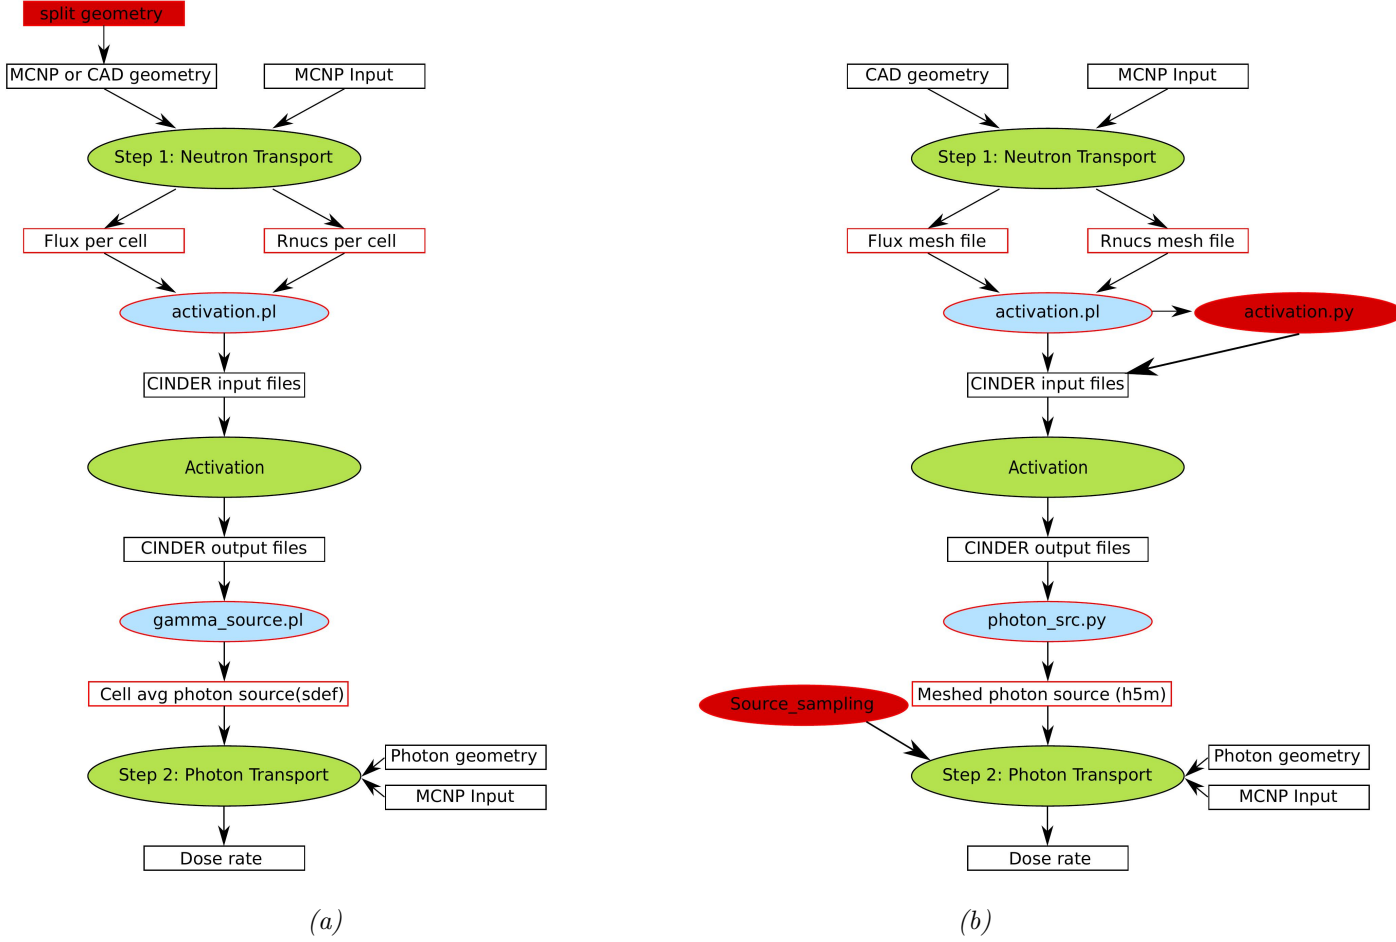 split geometry
MCNP or CAD geometry
MCNP Input
Step 1: Neutron Transport
Flux per cell
Rnucs per cell
activation.pl
CINDER input files
Activation
CINDER output files
gamma_source.pl
Cell avg photon source(sdef)
Step 2: Photon Transport
Photon geometry
MCNP Input
Dose rate
(a)
CAD geometry
MCNP Input
Step 1: Neutron Transport
Flux mesh file
Rnucs mesh file
activation.pl
activation.py
CINDER input files
Activation
CINDER output files
photon_src.py
Meshed photon source (h5m)
Source_sampling
Step 2: Photon Transport
Photon geometry
MCNP Input
Dose rate
(b)